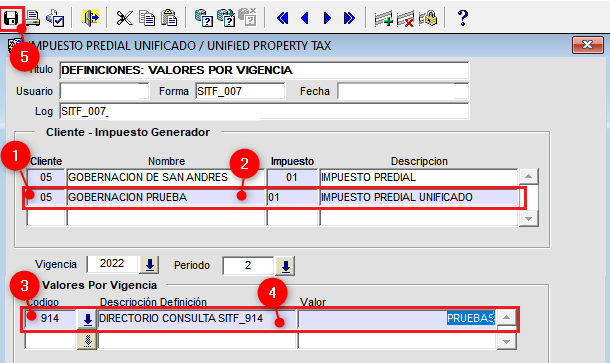 5
IMPUESTO PREDIAL UNIFICADO / UNIFIED PROPERTY TAX
Titulo DEFINICIONES: VALORES POR VIGENCIA
Usuario Forma SITF_007 Fecha
Log SITF_007_
Cliente - Impuesto Generador
1 2
Cliente Nombre Impuesto Descripcion
05 GOBERNACION DE SAN ANDRES 01 IMPUESTO PREDIAL
05 GOBERNACION PRUEBA 01 IMPUESTO PREDIAL UNIFICADO
Vigencia 2022 Periodo 2
3 Valores Por Vigencia 4
Codigo Descripción Definición Valor
914 DIRECTORIO CONSULTA SITF_914 PRUEBAS